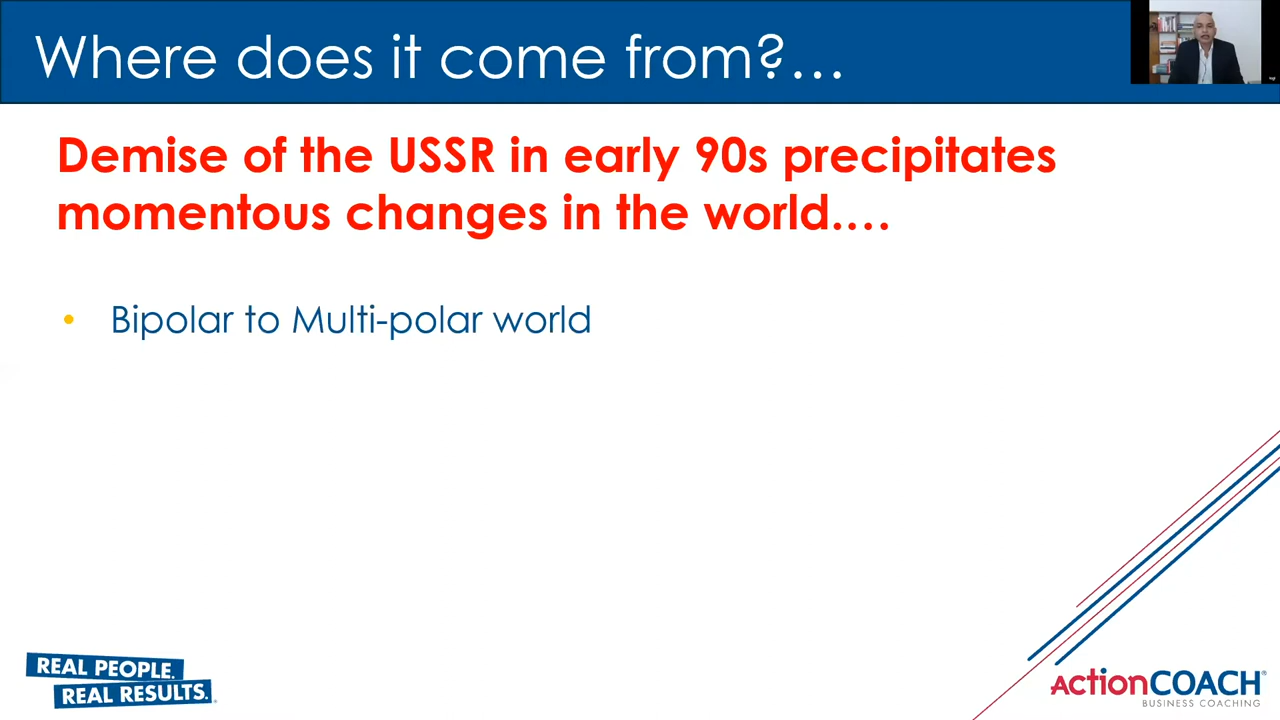 Where does it come from?...
Demise of the USSR in early 90s precipitates
momentous changes in the world....
• Bipolar to Multi-polar world
REAL PEOPLE.
REAL RESULTS.
ActionCOACH®
BUSINESS COACHING